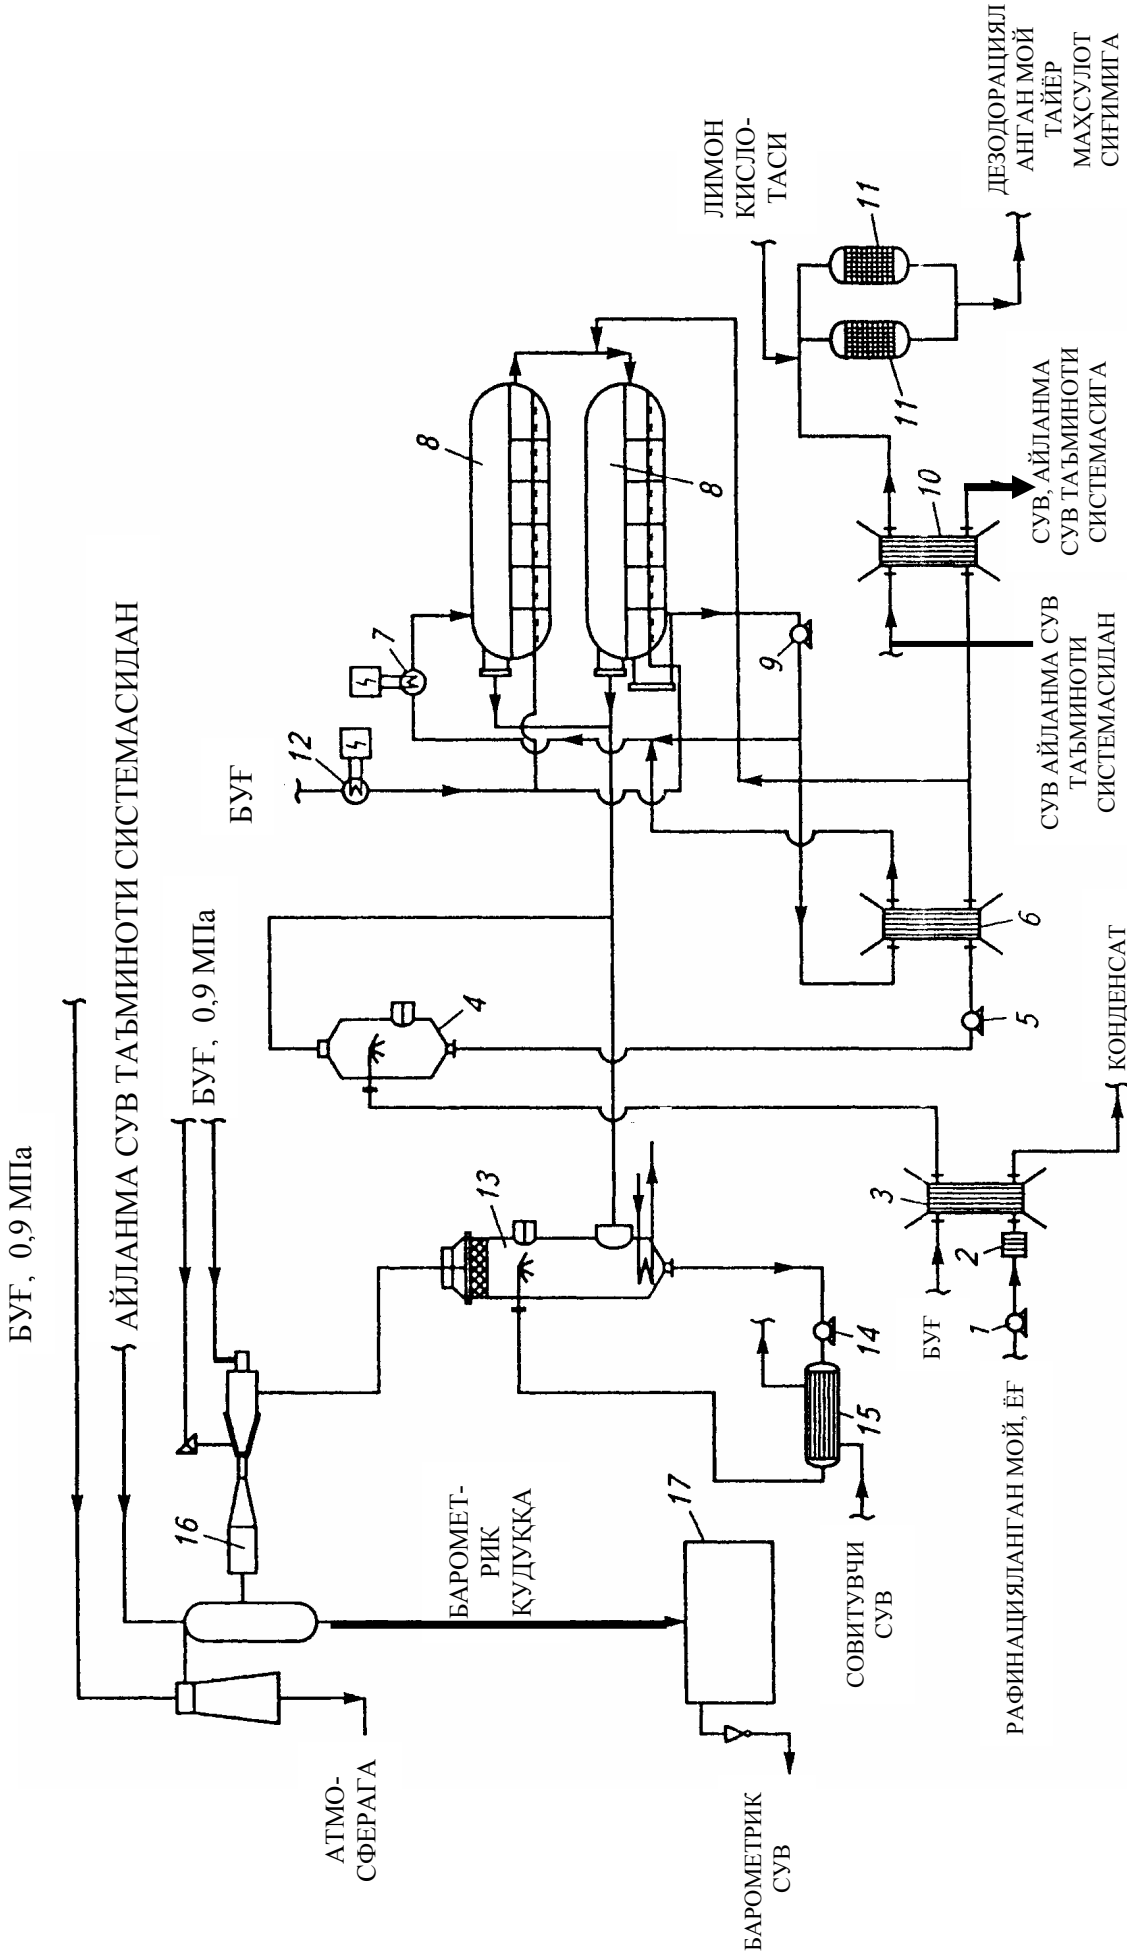 БУҒ, 0,9 МПа
АЙЛАНМА СУВ ТАЪМИНОТИ СИСТЕМАСИДАН
БУҒ, 0,9 МПа
БУҒ
12
7
8
8
4
13
16
АТМО-
СФЕРАГА
БАРОМЕТ-
РИК
ҚУДУҚҚА
17
БАРОМЕТРИК
СУВ
14
15
СОВИТУВЧИ
СУВ
9
ЛИМОН
КИСЛО-
ТАСИ
11
11
ДЕЗОДОРАЦИЯЛ
АНГАН МОЙ
ТАЙЁР
МАҲСУЛОТ
СИҒИМИГА
10
СУВ, АЙЛАНМА
СУВ ТАЪМИНОТИ
СИСТЕМАСИГА
СУВ АЙЛАНМА СУВ
ТАЪМИНОТИ
СИСТЕМАСИДАН
6
5
КОНДЕНСАТ
3
2
1
БУҒ
РАФИНАЦИЯЛАНГАН МОЙ, ЁҒ